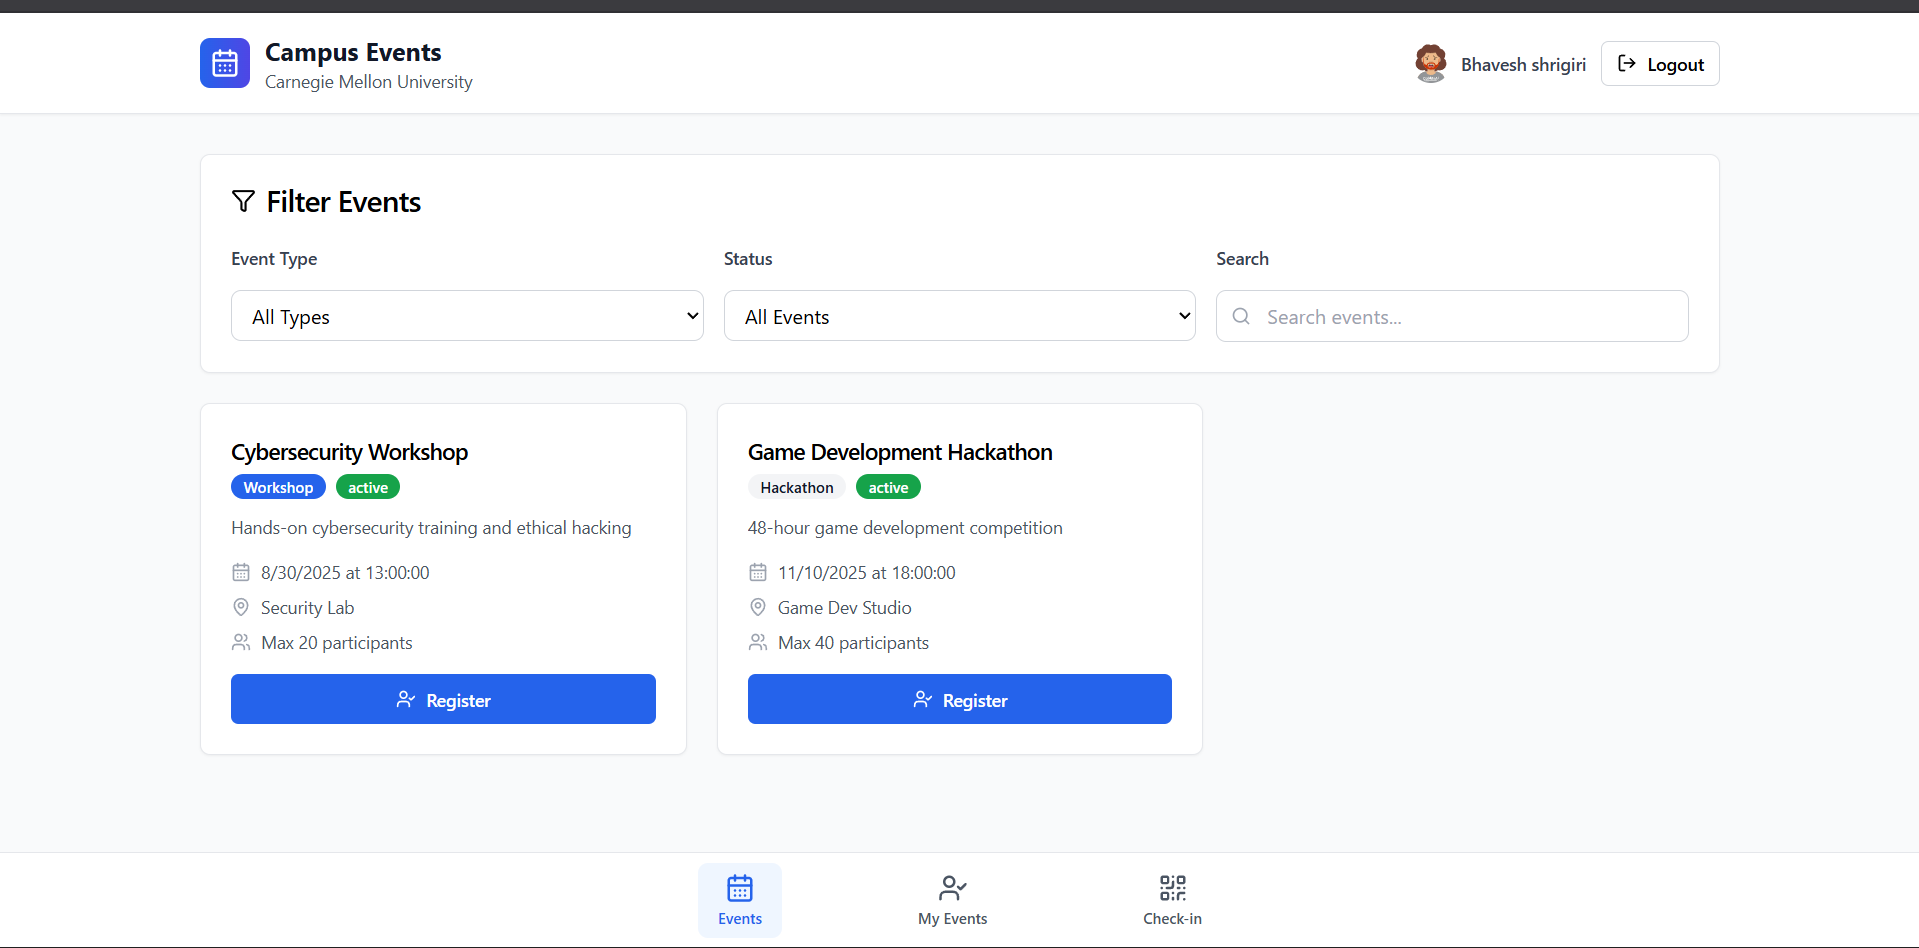 Campus Events
Carnegie Mellon University
Bhavesh shrigiri
Logout
Filter Events
Event Type
Status
Search
All Types
All Events
Search events...
Cybersecurity Workshop
Workshop
active
Hands-on cybersecurity training and ethical hacking
8/30/2025 at 13:00:00
Security Lab
Max 20 participants
Register
Game Development Hackathon
Hackathon
active
48-hour game development competition
11/10/2025 at 18:00:00
Game Dev Studio
Max 40 participants
Register
Events
My Events
Check-in